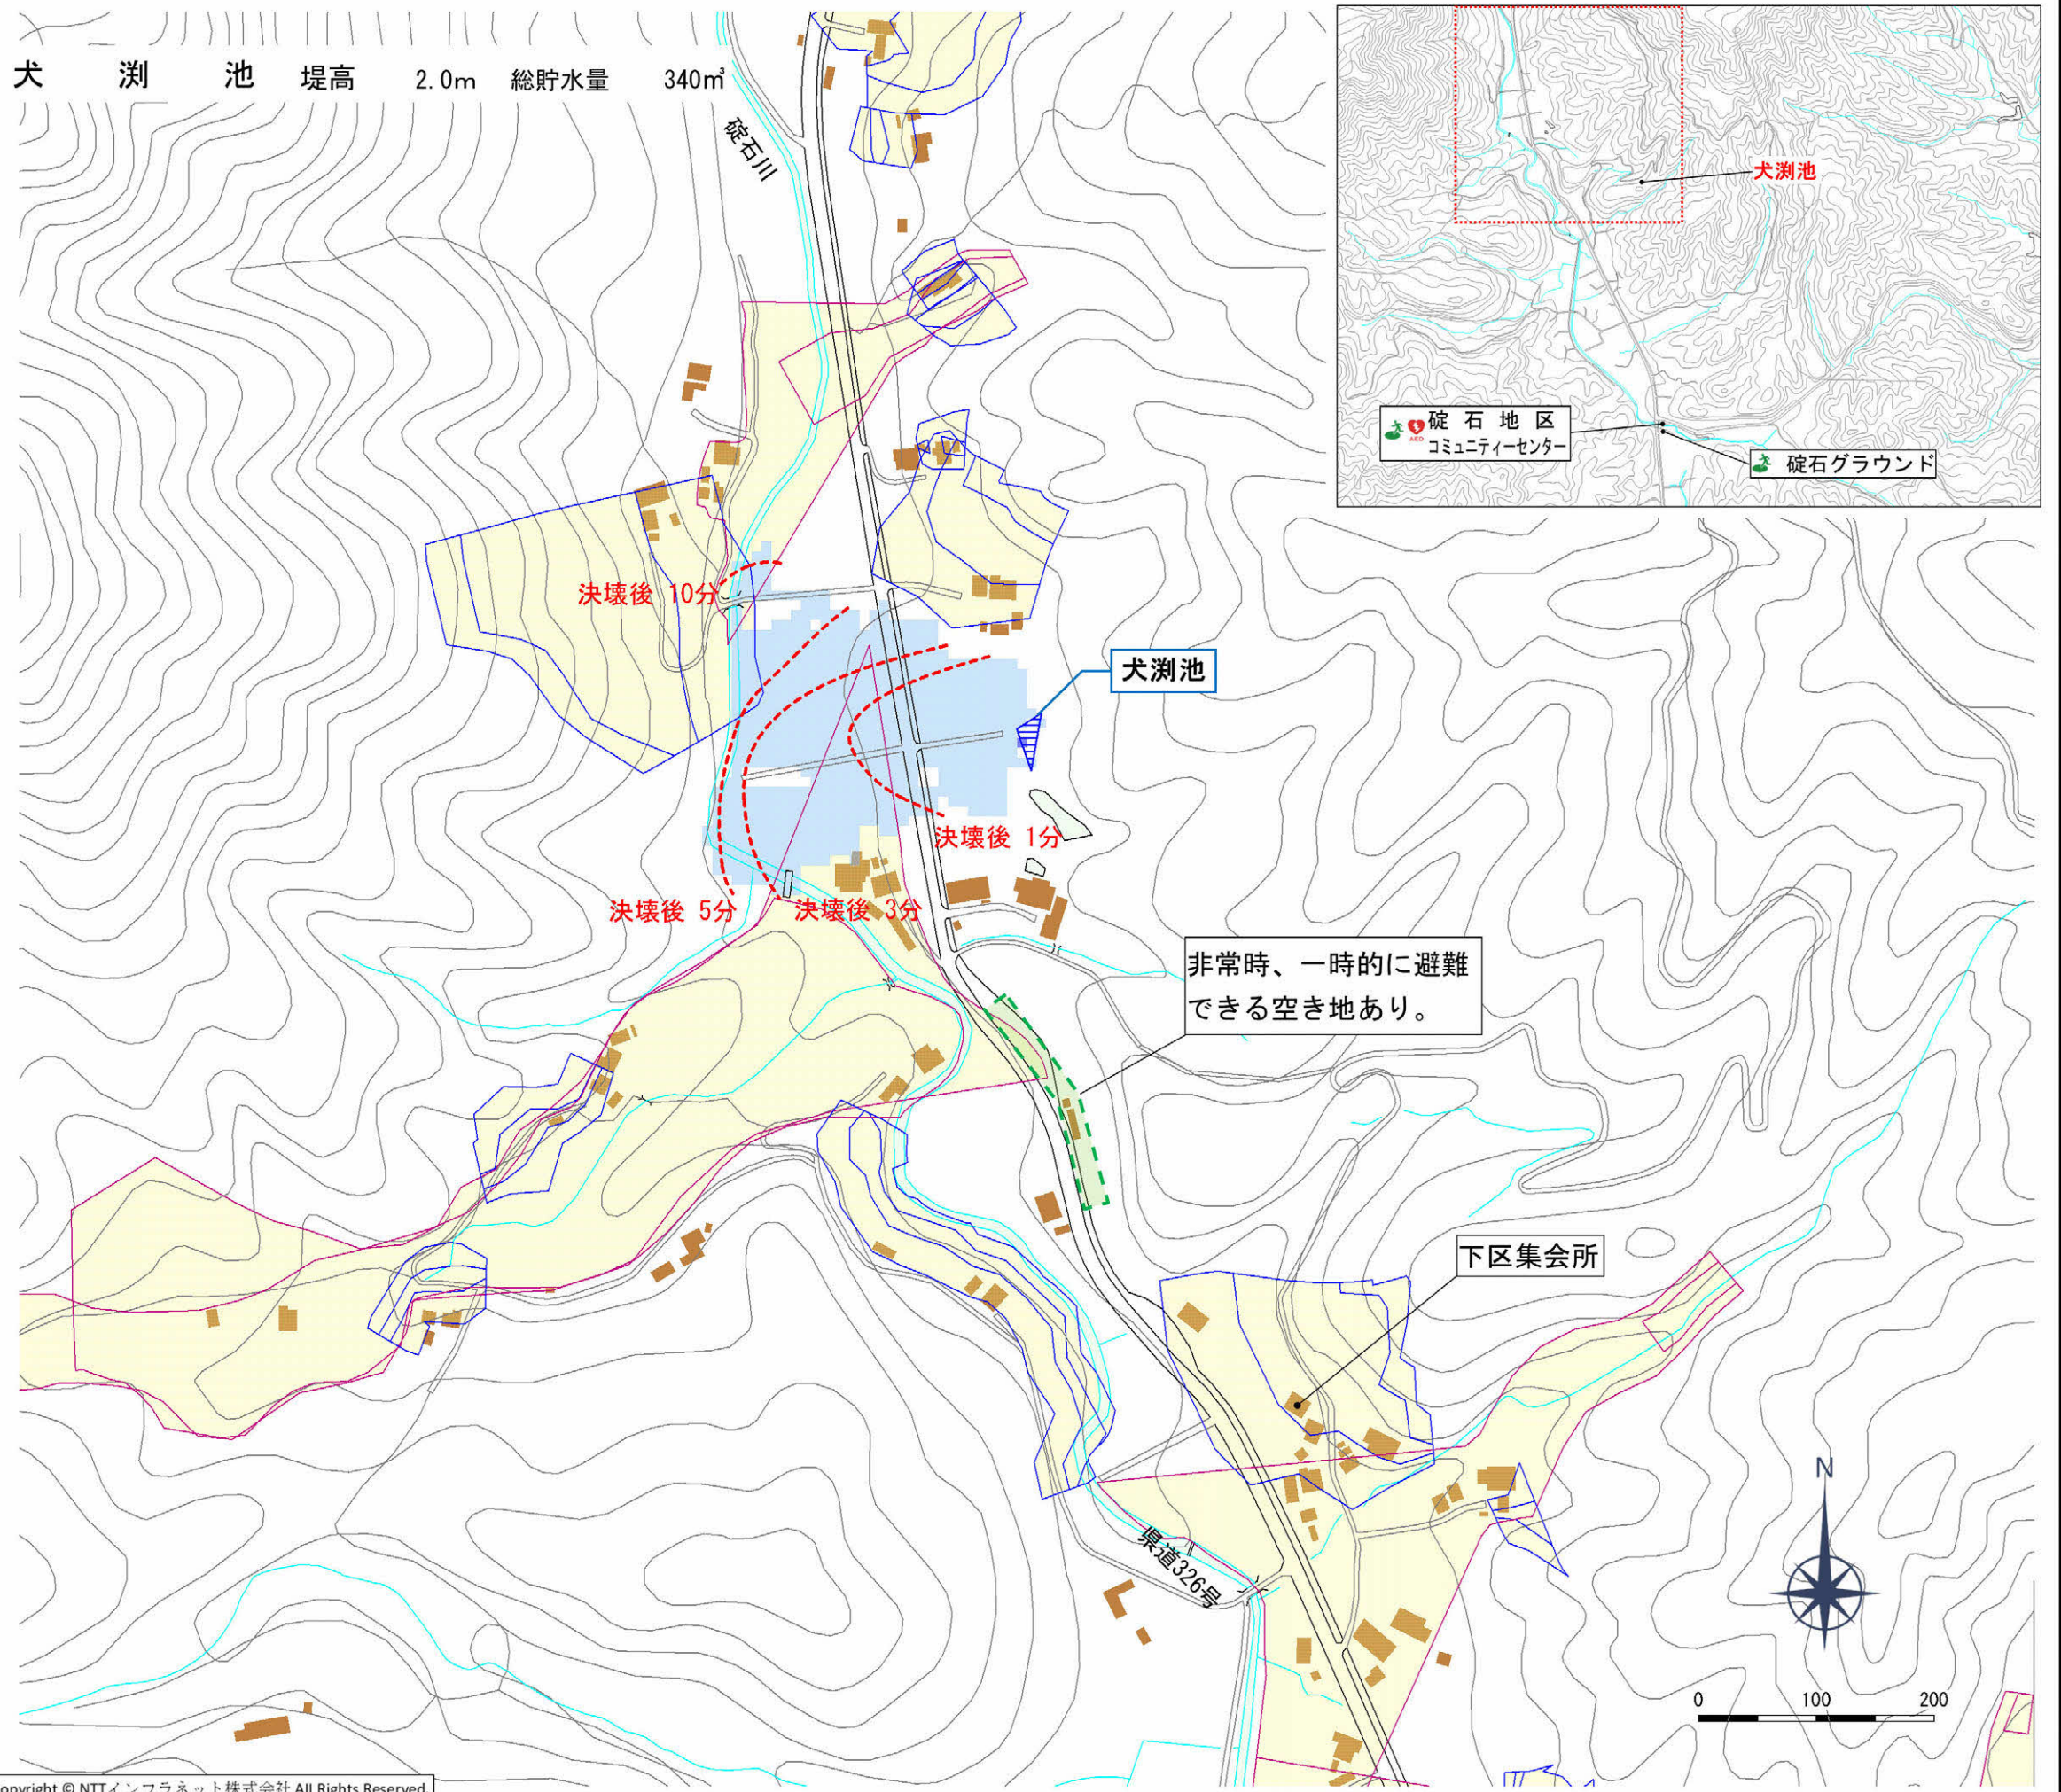 犬渕池 堤高 2.0m 総貯水量 340㎥
碇石川
犬渕池
碇石地区
コミュニティーセンター
AED
碇石グラウンド
決壊後 10分
犬渕池
決壊後 1分
決壊後 5分
決壊後 3分
非常時、一時的に避難
できる空き地あり。
下区集会所
県道326号
N
0 100 200
opyright © NTTインフラネット株式会社 All Rights Reserved